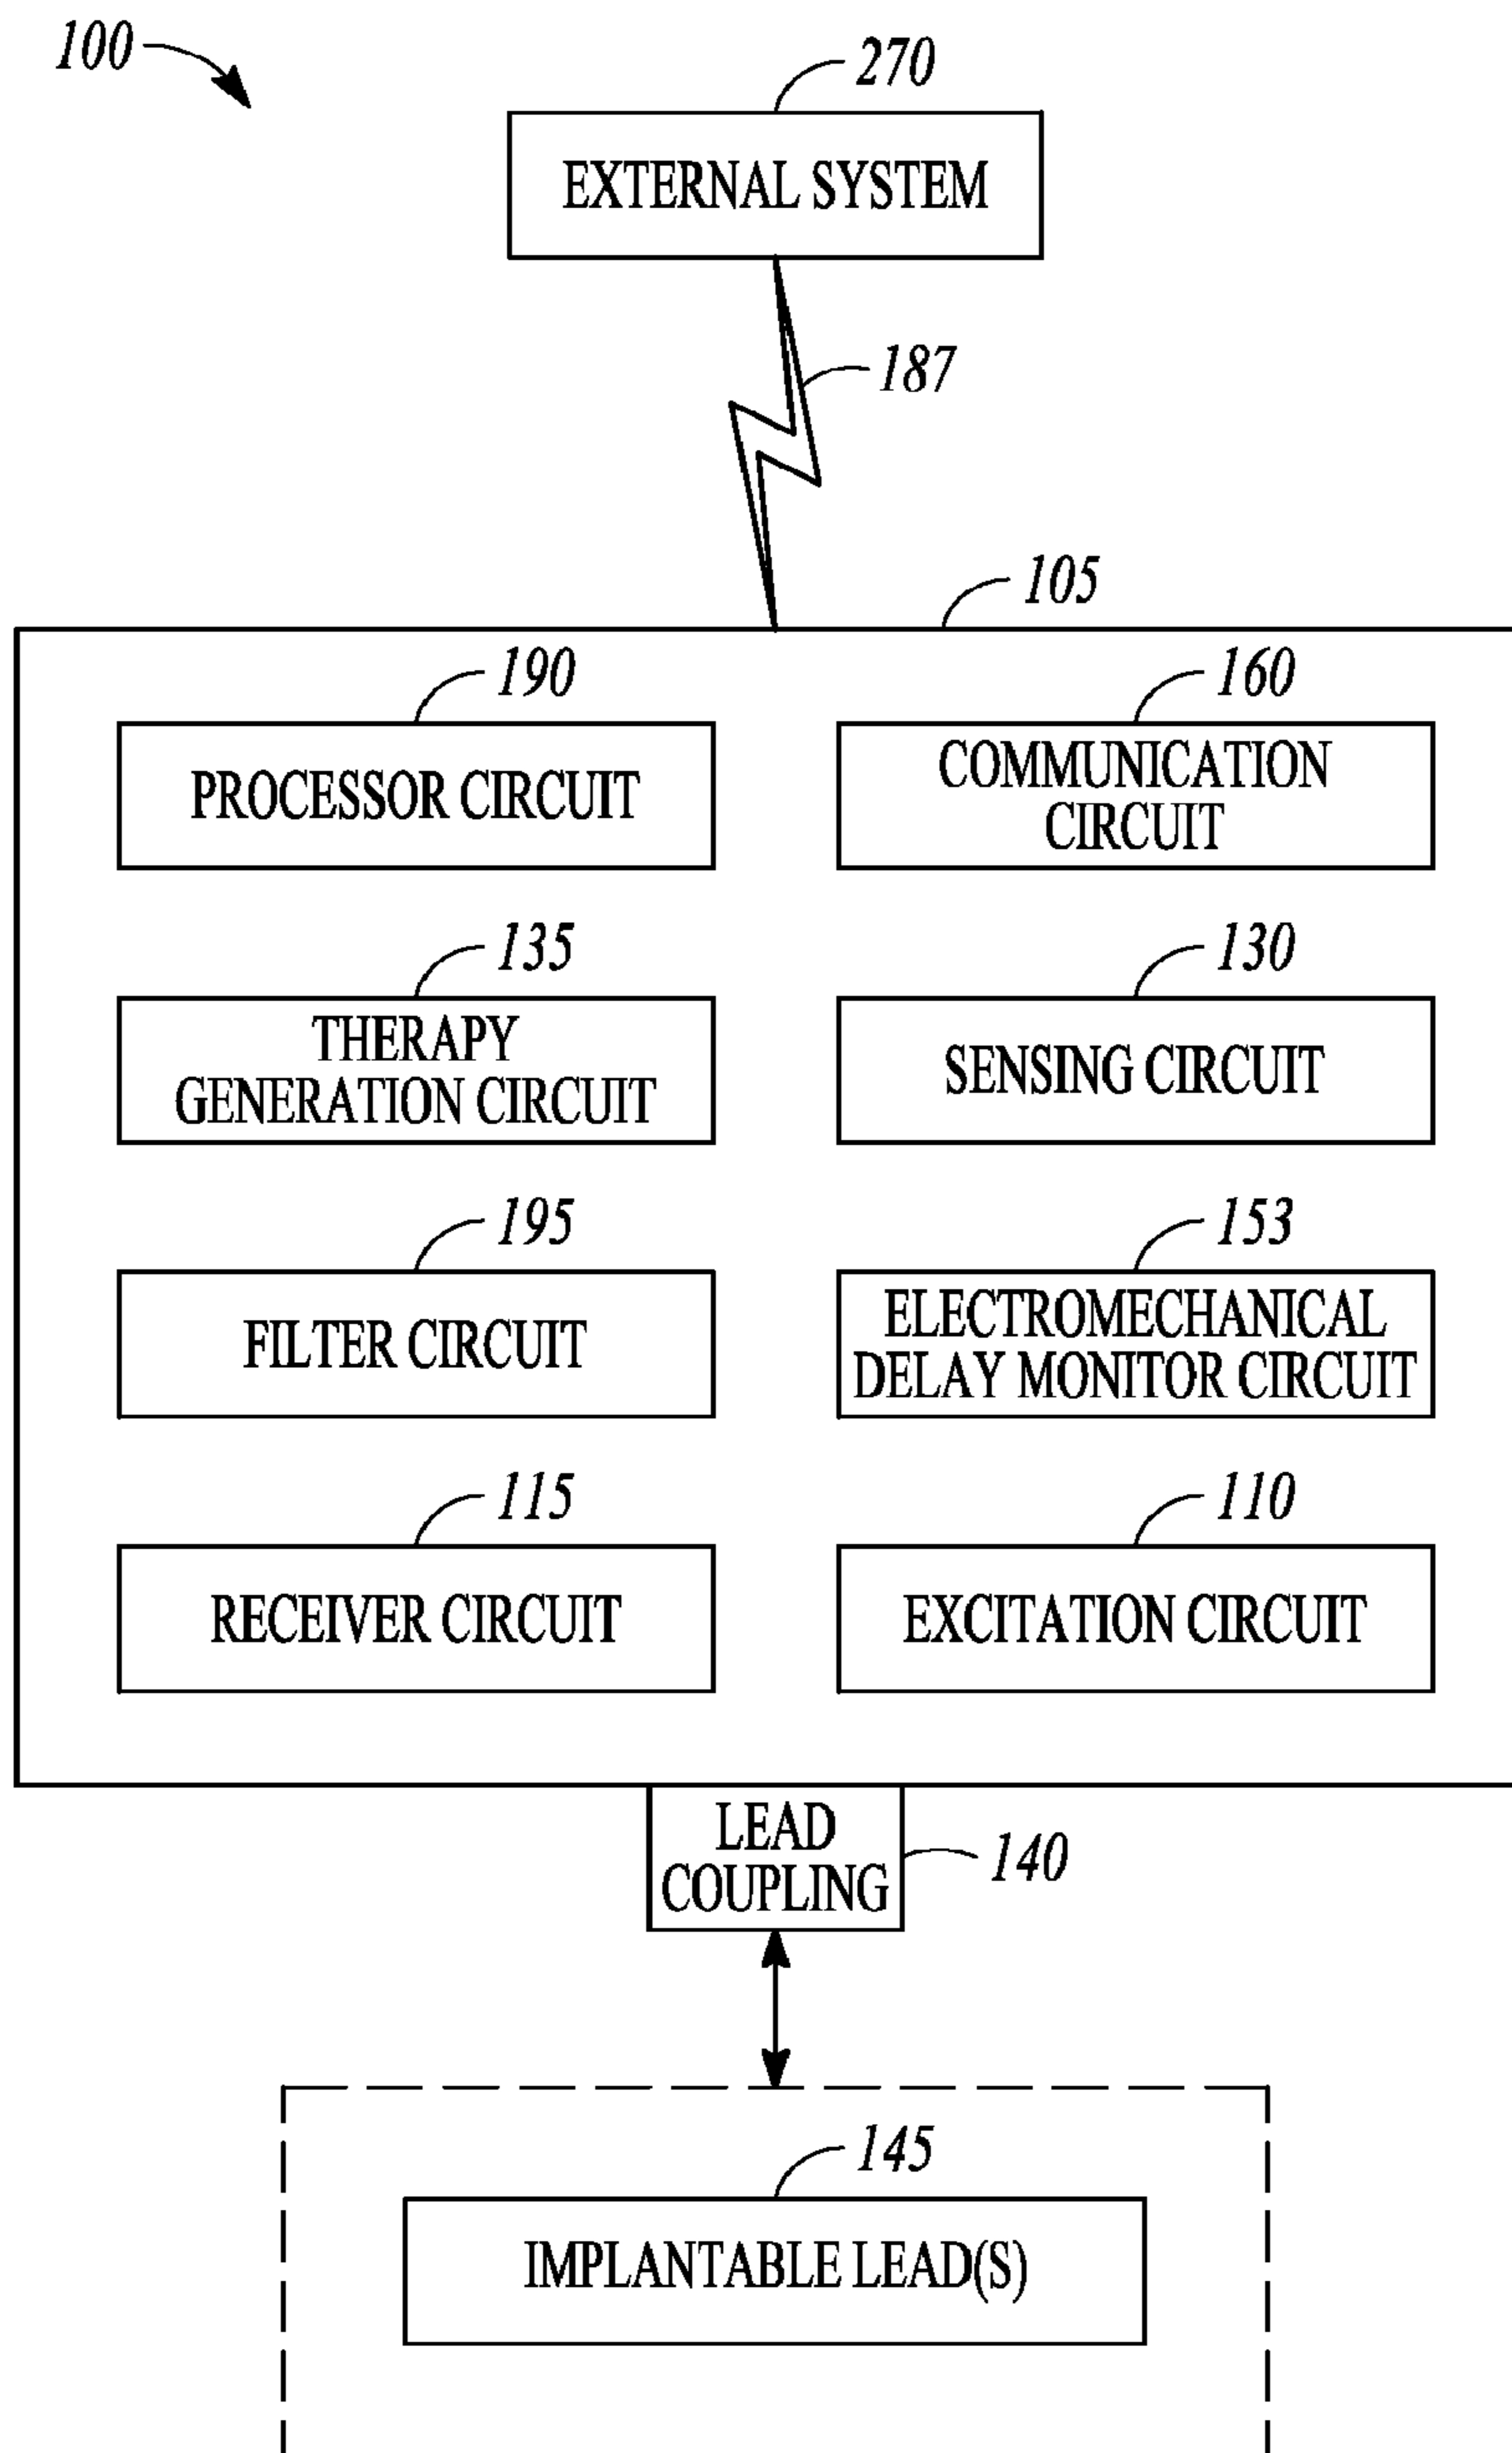 100
270
EXTERNAL SYSTEM
187
105
190
160
PROCESSOR CIRCUIT
COMMUNICATION
CIRCUIT
135
130
THERAPY
GENERATION CIRCUIT
SENSING CIRCUIT
195
153
FILTER CIRCUIT
ELECTROMECHANICAL
DELAY MONITOR CIRCUIT
115
110
RECEIVER CIRCUIT
EXCITATION CIRCUIT
LEAD
COUPLING
140
145
IMPLANTABLE LEAD(S)